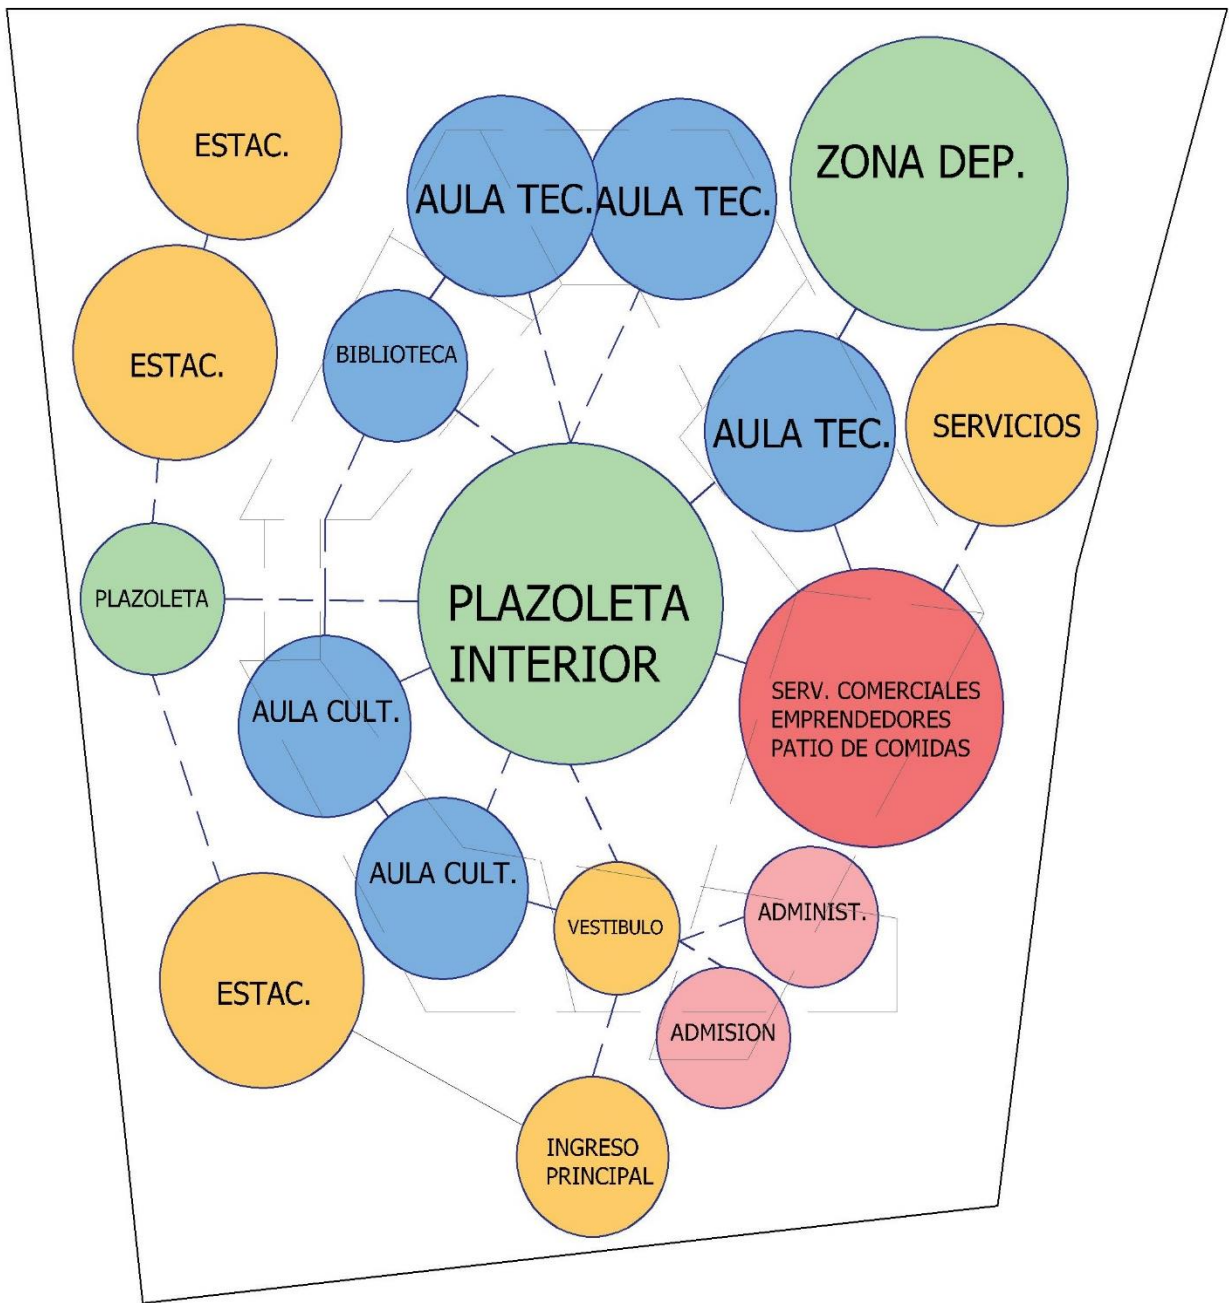 ESTAC.
ZONA DEP.
AULA TEC.
AULA TEC.
BIBLIOTECA
ESTAC.
AULA TEC.
SERVICIOS
PLAZOLETA
PLAZOLETA
INTERIOR
SERV. COMERCIALES
EMPRENDEDORES
PATIO DE COMIDAS
AULA CULT.
AULA CULT.
VESTIBULO
ADMINIST.
ESTAC.
ADMISION
INGRESO
PRINCIPAL